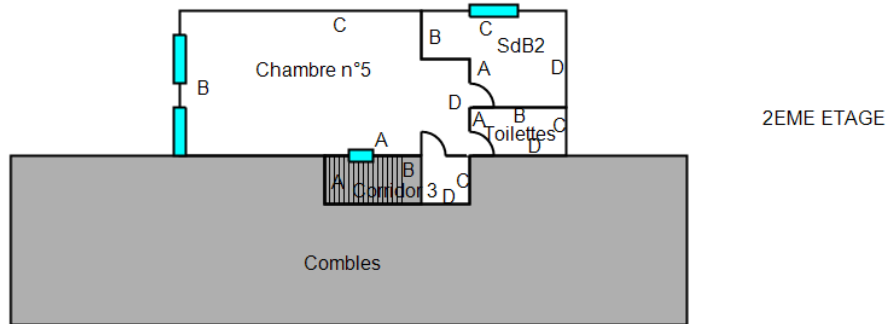 C
C
B
SdB2
Chambre n°5
A
D
B
D
A
B
C
Toilettes
D
2EME ETAGE
A
A
B
C
Corridor 3
D
Combles